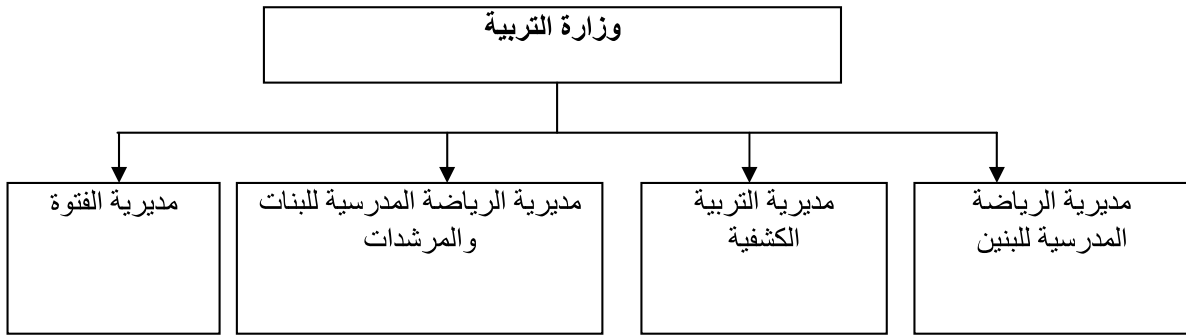 وزارة التربية
مديرية الرياضة
المدرسية للبنين
مديرية التربية
الكشفية
مديرية الرياضة المدرسية للبنات
والمرشدات
مديرية الفتوة